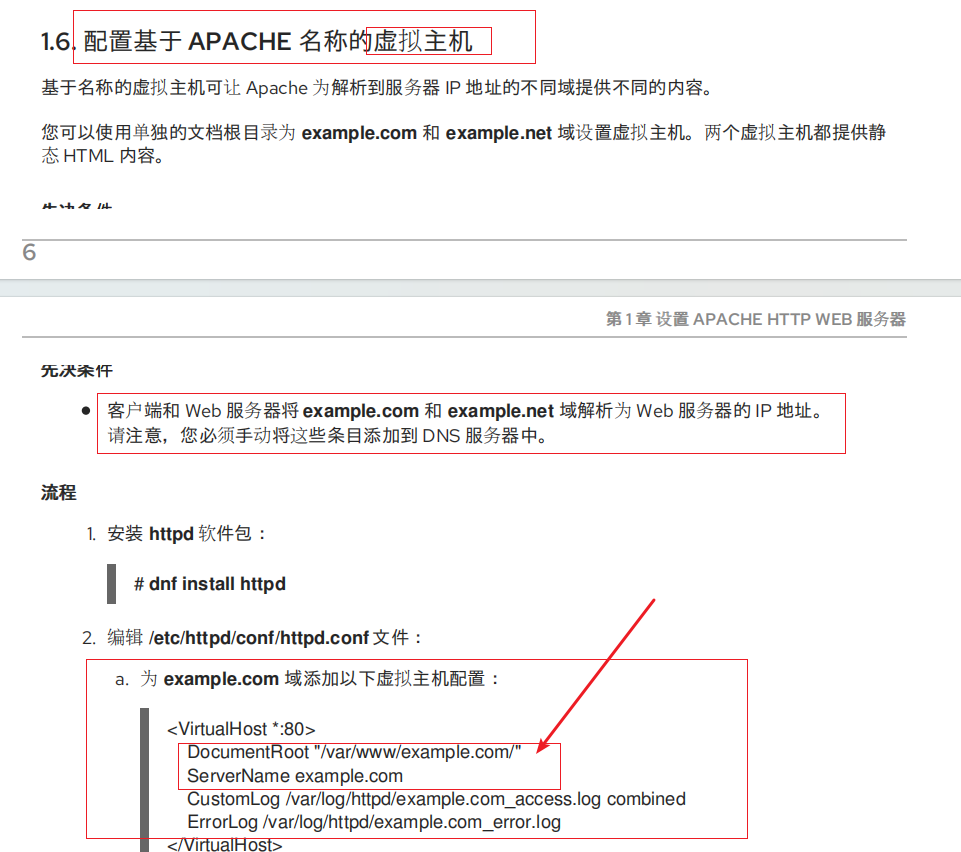 1.6. 配置基于 APACHE 名称的虚拟主机
基于名称的虚拟主机可让 Apache 为解析到服务器 IP 地址的不同域提供不同的内容。
您可以使用单独的文档根目录为 example.com 和 example.net 域设置虚拟主机。两个虚拟主机都提供静
态 HTML 内容。
先决条件
6
第 1 章 设置 APACHE HTTP WEB 服务器
先决条件
● 客户端和 Web 服务器将 example.com 和 example.net 域解析为 Web 服务器的 IP 地址。
请注意，您必须手动将这些条目添加到 DNS 服务器中。
流程
1. 安装 httpd 软件包：
# dnf install httpd
2. 编辑 /etc/httpd/conf/httpd.conf 文件：
a. 为 example.com 域添加以下虚拟主机配置：
<VirtualHost *:80>
DocumentRoot "/var/www/example.com/"
ServerName example.com
CustomLog /var/log/httpd/example.com_access.log combined
ErrorLog /var/log/httpd/example.com_error.log
</VirtualHost>